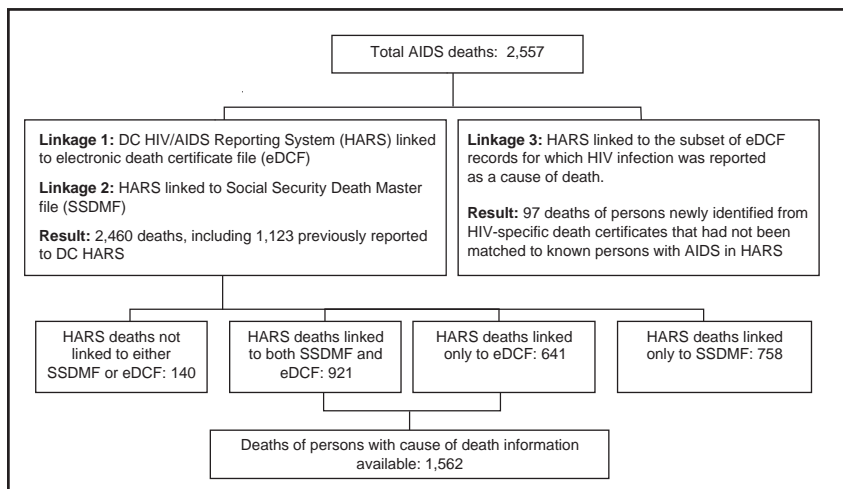 Total AIDS deaths: 2,557
Linkage 1: DC HIV/AIDS Reporting System (HARS) linked
to electronic death certificate file (eDCF)
Linkage 2: HARS linked to Social Security Death Master
file (SSDMF)
Result: 2,460 deaths, including 1,123 previously reported
to DC HARS
Linkage 3: HARS linked to the subset of eDCF
records for which HIV infection was reported
as a cause of death.
Result: 97 deaths of persons newly identified from
HIV-specific death certificates that had not been
matched to known persons with AIDS in HARS
HARS deaths not
linked to either
SSDMF or eDCF: 140
HARS deaths linked
to both SSDMF and
eDCF: 921
HARS deaths linked
only to eDCF: 641
HARS deaths linked
only to SSDMF: 758
Deaths of persons with cause of death information
available: 1,562